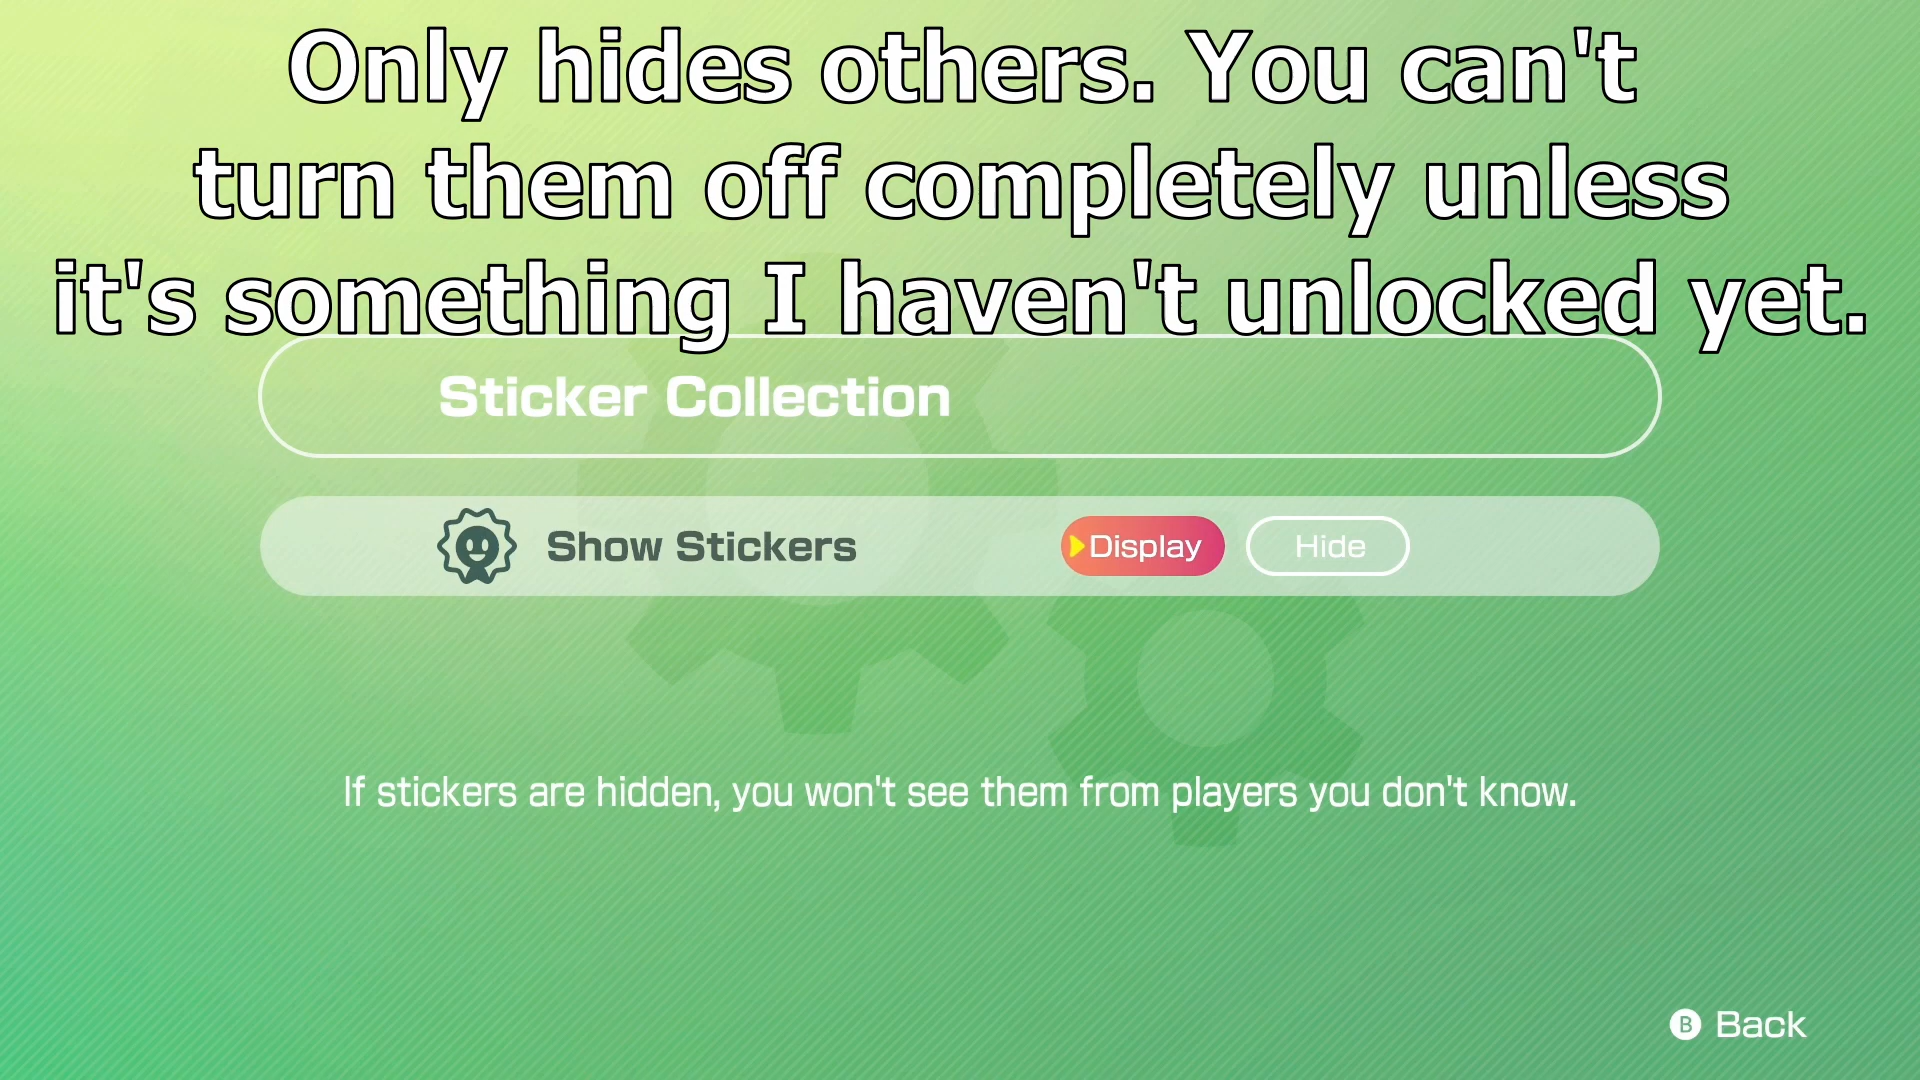 Only hides others. You can't
turn them off completely unless
it's something I haven't unlocked yet.
Sticker Collection
Show Stickers Display Hide
If stickers are hidden, you won't see them from players you don't know.
B Back